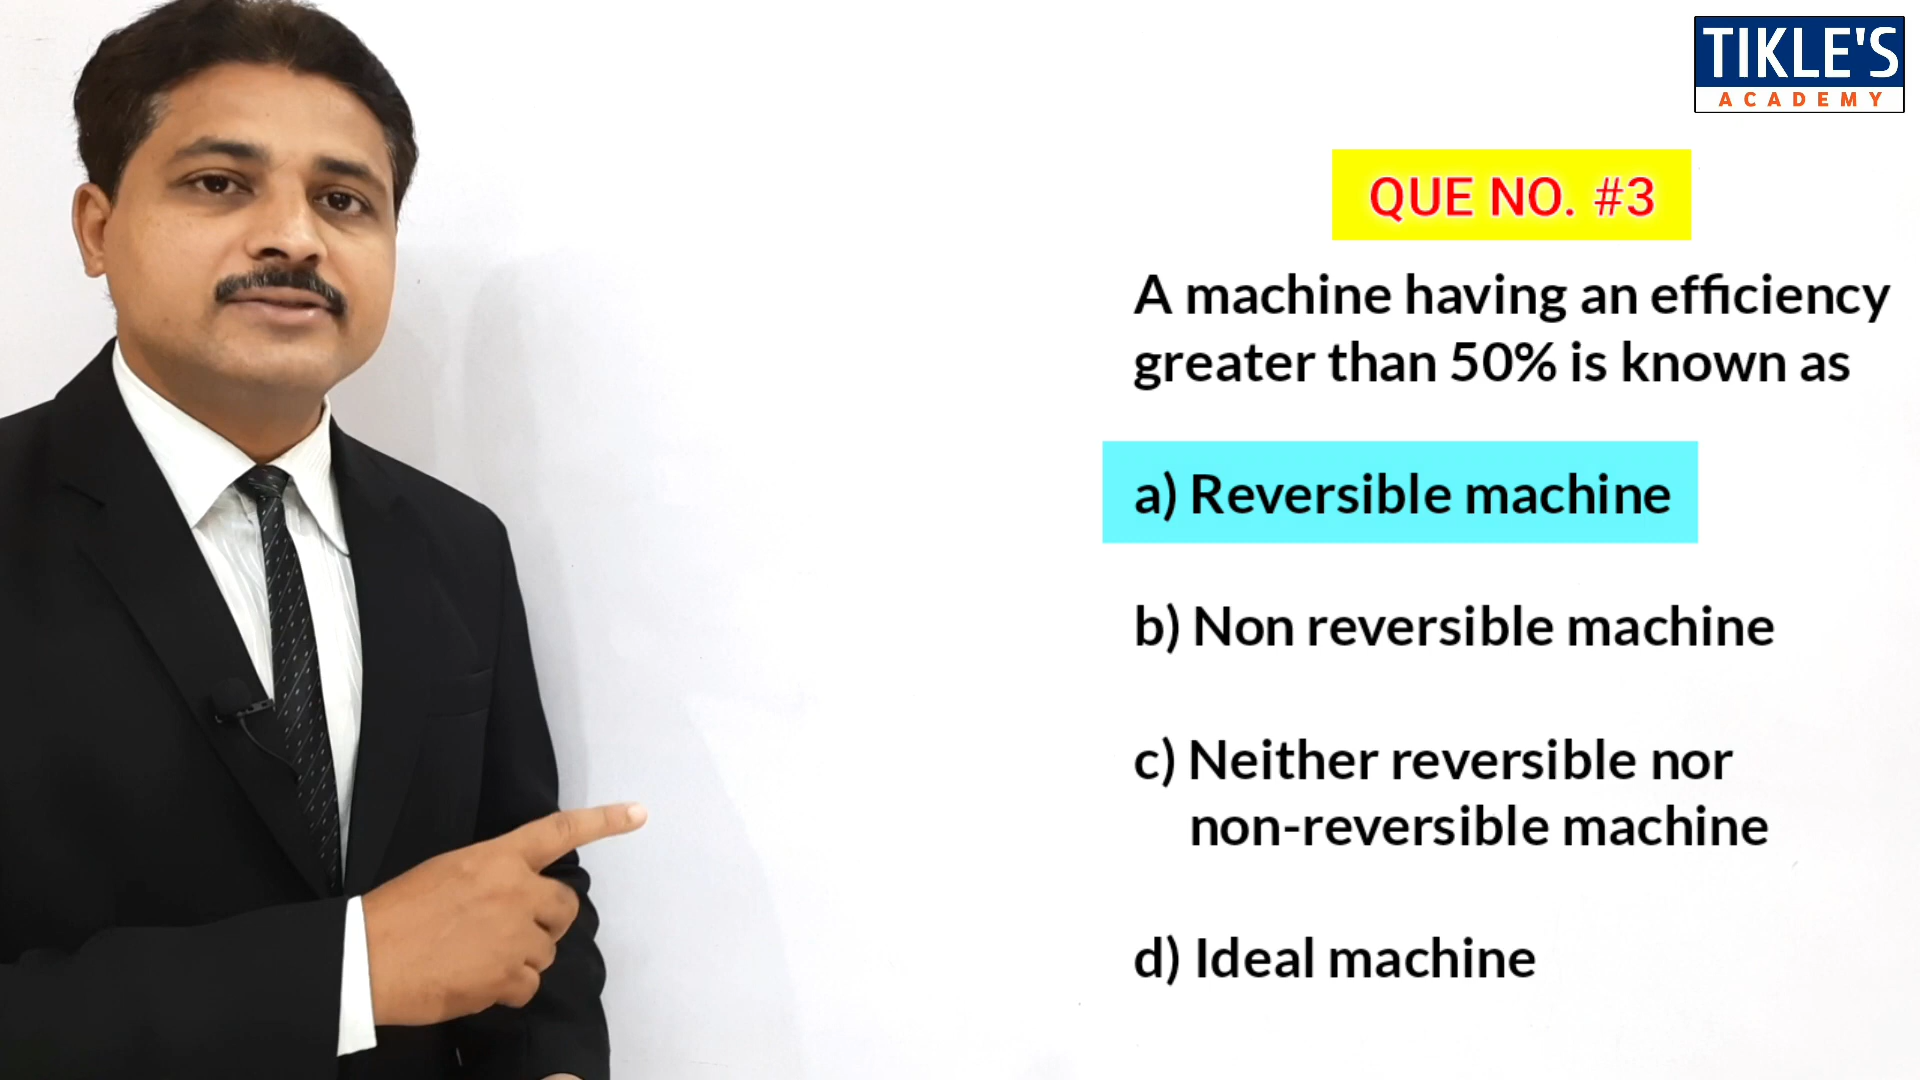 TIKLE'S
ACADEMY
QUE NO. #3
A machine having an efficiency
greater than 50% is known as
a) Reversible machine
b) Non reversible machine
c) Neither reversible nor
non-reversible machine
d) Ideal machine